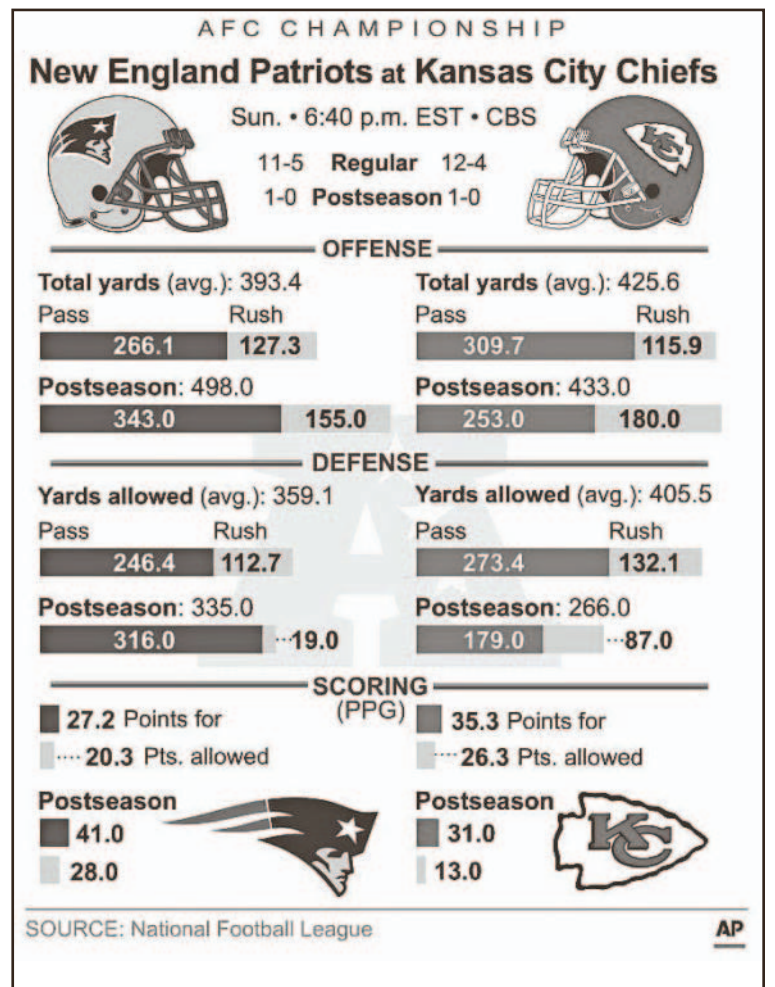 AFC CHAMPIONSHIP
New England Patriots at Kansas City Chiefs
Sun. • 6:40 p.m. EST • CBS
11-5 Regular 12-4
1-0 Postseason 1-0
OFFENSE
Total yards (avg.): 393.4
Pass Rush
266.1 127.3
Postseason: 498.0
343.0 155.0
Total yards (avg.): 425.6
Pass Rush
309.7 115.9
Postseason: 433.0
253.0 180.0
DEFENSE
Yards allowed (avg.): 359.1
Pass Rush
246.4 112.7
Postseason: 335.0
316.0 19.0
Yards allowed (avg.): 405.5
Pass Rush
273.4 132.1
Postseason: 266.0
179.0 87.0
SCORING
(PPG)
27.2 Points for
20.3 Pts. allowed
Postseason
41.0
28.0
35.3 Points for
26.3 Pts. allowed
Postseason
31.0
13.0
KC
KC
SOURCE: National Football League
AP